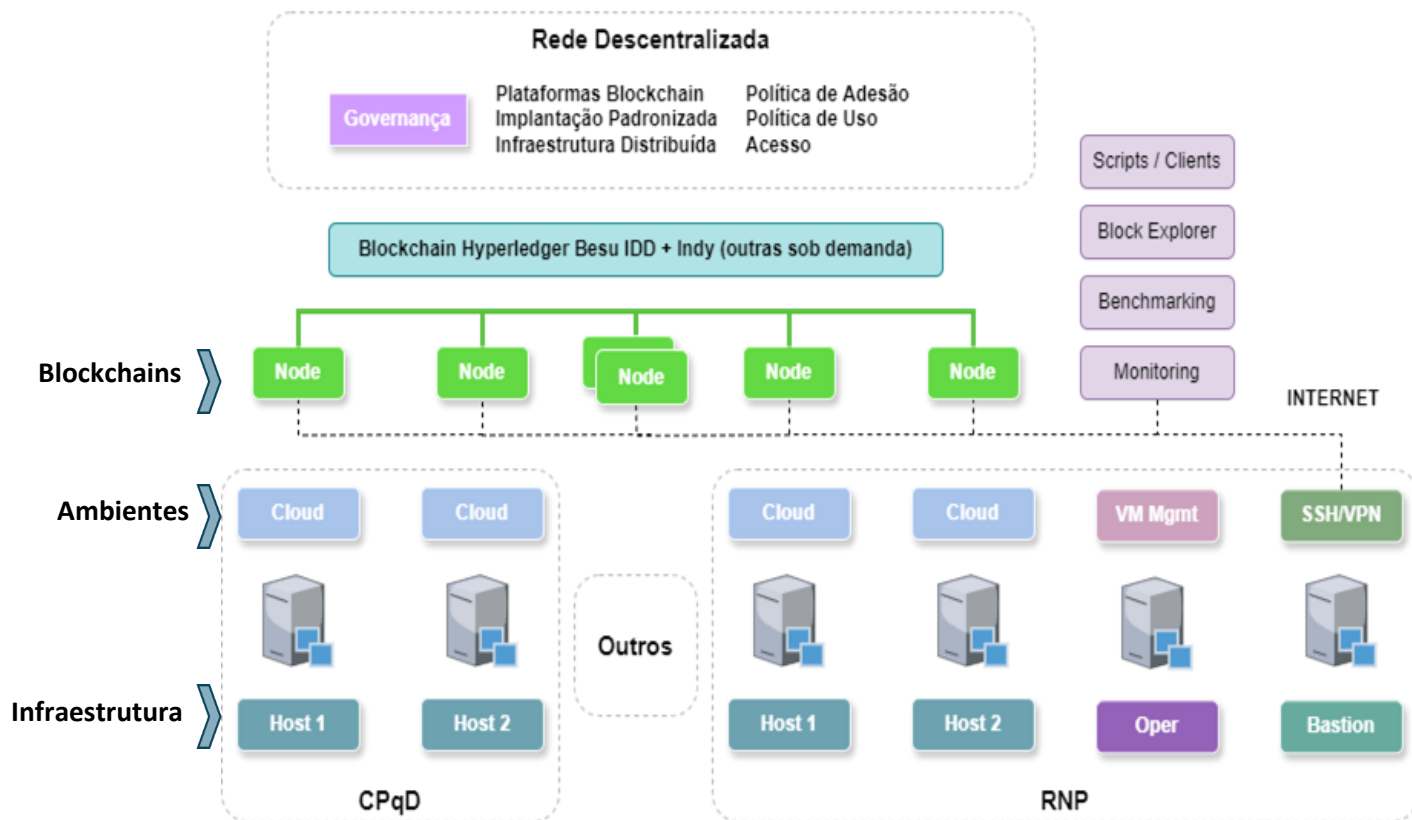 Rede Descentralizada
Governança
Plataformas Blockchain
Implantação Padronizada
Infraestrutura Distribuída
Política de Adesão
Política de Uso
Acesso
Scripts / Clients
Block Explorer
Benchmarking
Monitoring
Blockchain Hyperledger Besu IDD + Indy (outras sob demanda)
Blockchains
Node
Node
Node
Node
Node
INTERNET
Ambientes
Cloud
Cloud
Cloud
Cloud
VM Mgmt
SSH/VPN
Outros
Infraestrutura
Host 1
Host 2
Host 1
Host 2
Oper
Bastion
CPqD
RNP